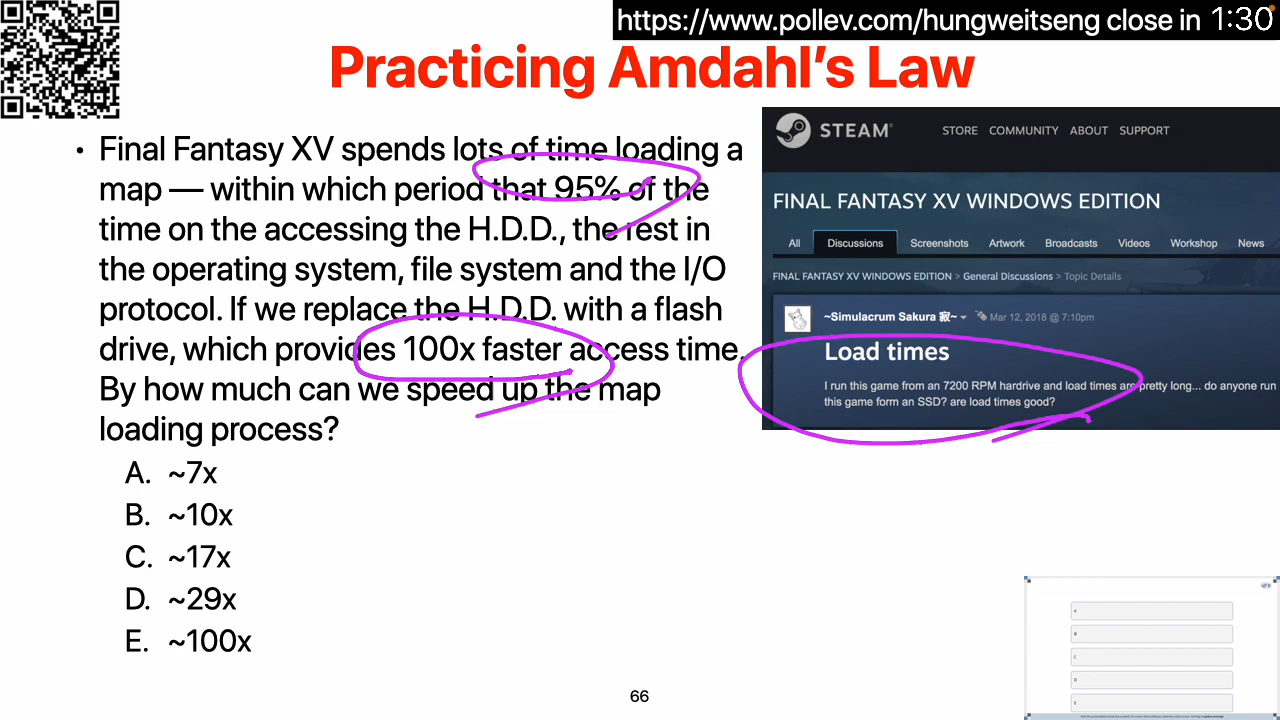 https://www.pollev.com/hungweitseng close in 1:30
Practicing Amdahl's Law
• Final Fantasy XV spends lots of time loading a
map — within which period that 95% of the
time on the accessing the H.D.D., the rest in
the operating system, file system and the I/O
protocol. If we replace the H.D.D. with a flash
drive, which provides 100x faster access time.
By how much can we speed up the map
loading process?
A. ~7x
B. ~10x
C. ~17x
D. ~29x
E. ~100x
STEAM®
STORE COMMUNITY ABOUT SUPPORT
FINAL FANTASY XV WINDOWS EDITION
All Discussions Screenshots Artwork Broadcasts Videos Workshop News
FINAL FANTASY XV WINDOWS EDITION > General Discussions > Topic Details
~Simulacrum Sakura 寂~ Mar 12, 2018 @ 7:10pm
Load times
I run this game from an 7200 RPM hardrive and load times are pretty long... do anyone run
this game form an SSD? are load times good?
A
B
C
D
E
66